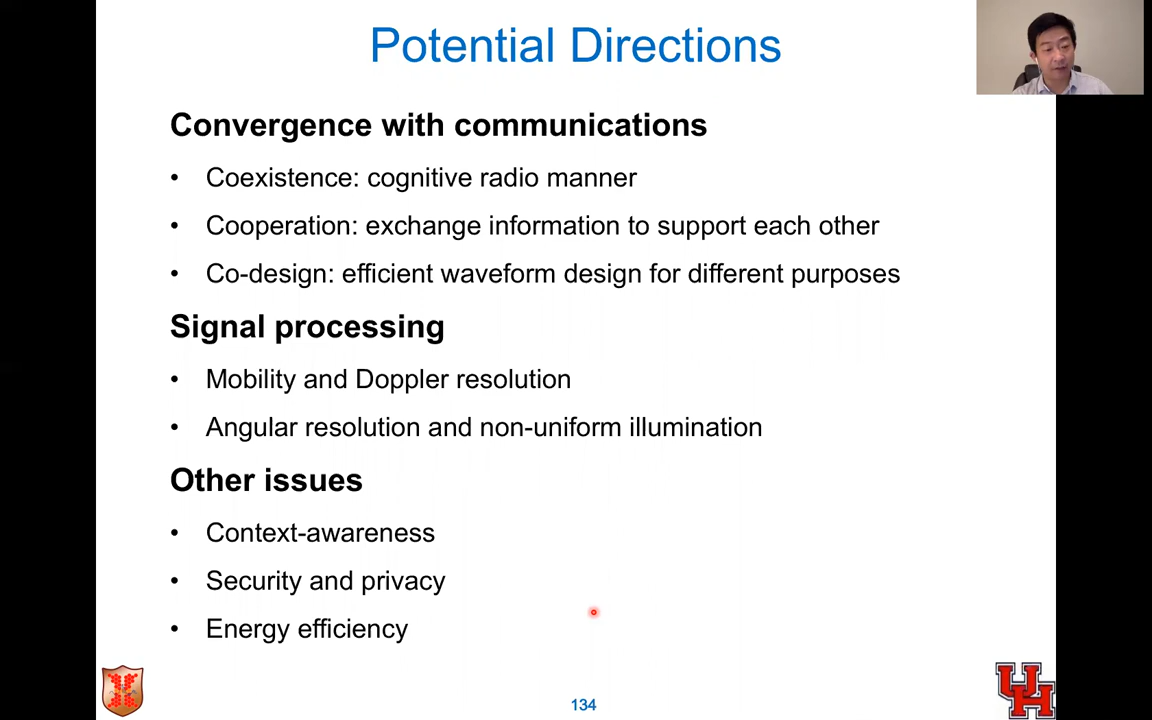 Potential Directions
Convergence with communications
• Coexistence: cognitive radio manner
• Cooperation: exchange information to support each other
• Co-design: efficient waveform design for different purposes
Signal processing
• Mobility and Doppler resolution
• Angular resolution and non-uniform illumination
Other issues
• Context-awareness
• Security and privacy
• Energy efficiency
134
UH